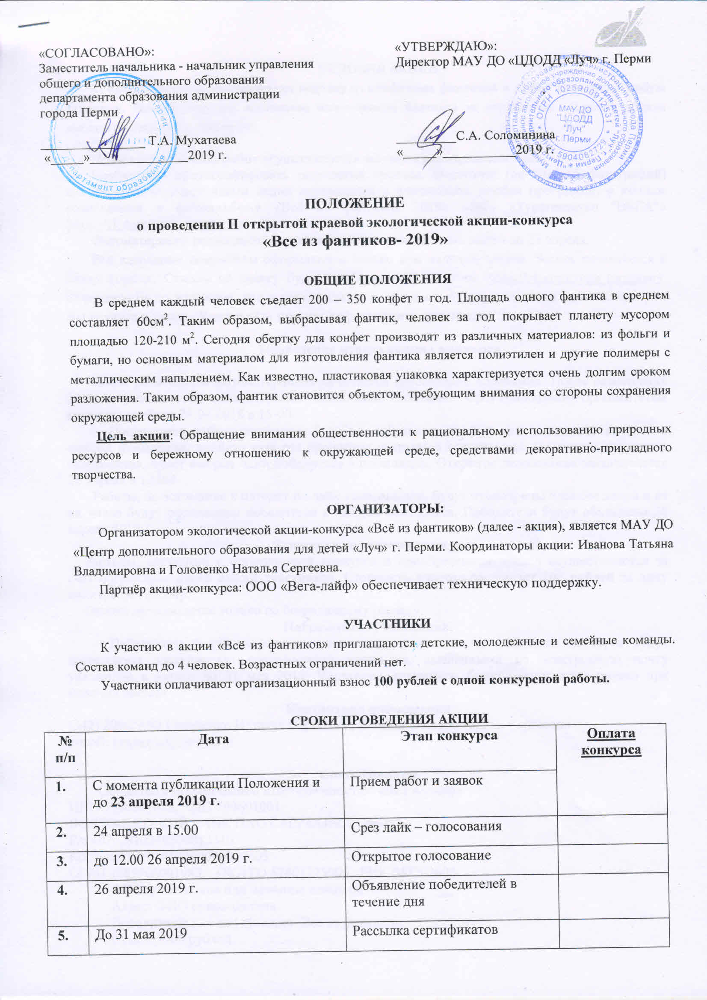 «СОГЛАСОВАНО»:
Заместитель начальника - начальник управления
общего и дополнительного образования
департамента образования администрации
города Перми
Т.А. Мухатаева
«_____»_______________2019 г.
«УТВЕРЖДАЮ»:
Директор МАУ ДО «ЦДОДД «Луч» г. Перми
С.А. Соломинина
«_____»___________2019 г.
департамент образования
ОГРН 1025900912531
МАУ ДО
"ЦДОДД
"Луч"
г. Перми
5904082729
ПОЛОЖЕНИЕ
о проведении II открытой краевой экологической акции-конкурса
«Все из фантиков- 2019»
ОБЩИЕ ПОЛОЖЕНИЯ
В среднем каждый человек съедает 200 – 350 конфет в год. Площадь одного фантика в среднем
составляет 60см². Таким образом, выбрасывая фантик, человек за год покрывает планету мусором
площадью 120-210 м². Сегодня обертку для конфет производят из различных материалов: из фольги и
бумаги, но основным материалом для изготовления фантика является полиэтилен и другие полимеры с
металлическим напылением. Как известно, пластиковая упаковка характеризуется очень долгим сроком
разложения. Таким образом, фантик становится объектом, требующим внимания со стороны сохранения
окружающей среды.
Цель акции: Обращение внимания общественности к рациональному использованию природных
ресурсов и бережному отношению к окружающей среде, средствами декоративно-прикладного
творчества.
ОРГАНИЗАТОРЫ:
Организатором экологической акции-конкурса «Всё из фантиков» (далее - акция), является МАУ ДО
«Центр дополнительного образования для детей «Луч» г. Перми. Координаторы акции: Иванова Татьяна
Владимировна и Головенко Наталья Сергеевна.
Партнёр акции-конкурса: ООО «Вега-лайф» обеспечивает техническую поддержку.
УЧАСТНИКИ
К участию в акции «Всё из фантиков» приглашаются детские, молодежные и семейные команды.
Состав команд до 4 человек. Возрастных ограничений нет.
Участники оплачивают организационный взнос 100 рублей с одной конкурсной работы.
СРОКИ ПРОВЕДЕНИЯ АКЦИИ
№ п/п Дата Этап конкурса Оплата конкурса
1. С момента публикации Положения и Прием работ и заявок
до 23 апреля 2019 г.
2. 24 апреля в 15.00 Срез лайк – голосования
3. до 12.00 26 апреля 2019 г. Открытое голосование
4. 26 апреля 2019 г. Объявление победителей в
течение дня
5. До 31 мая 2019 Рассылка сертификатов